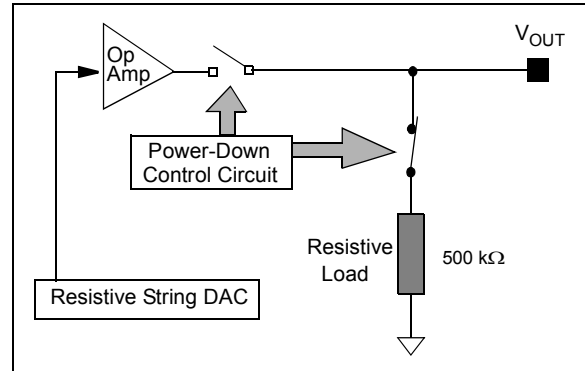 Op
Amp
VOUT
Power-Down
Control Circuit
Resistive
Load
500 kΩ
Resistive String DAC